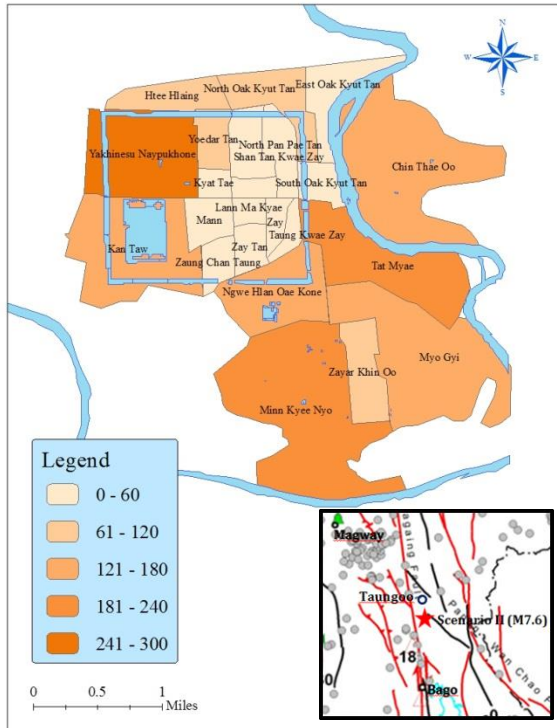 N
W
E
S
East Oak Kyut Tan
North Oak Kyut Tan
Htee Hlaing
Yoedar Tan
North Pan Pae Tan
Yakhinesu Naypukhone
Shan Tan Kwae Zay
Chin Thae Oo
Kyat Tae
South Oak Kyut Tan
Lann Ma Kyae
Mann
Zay
Taung Kwae Zay
Kan Taw
Zay Tan
Zaung Chan Taung
Tat Myae
Ngwe Hlan Oae Kone
Myo Gyi
Zayar Khin Oo
Minn Kyee Nyo
Legend
0 - 60
61 - 120
121 - 180
181 - 240
241 - 300
0
0.5
1
Miles
Magway
Taungoo
Scenario II (M7.6)
18
Bago